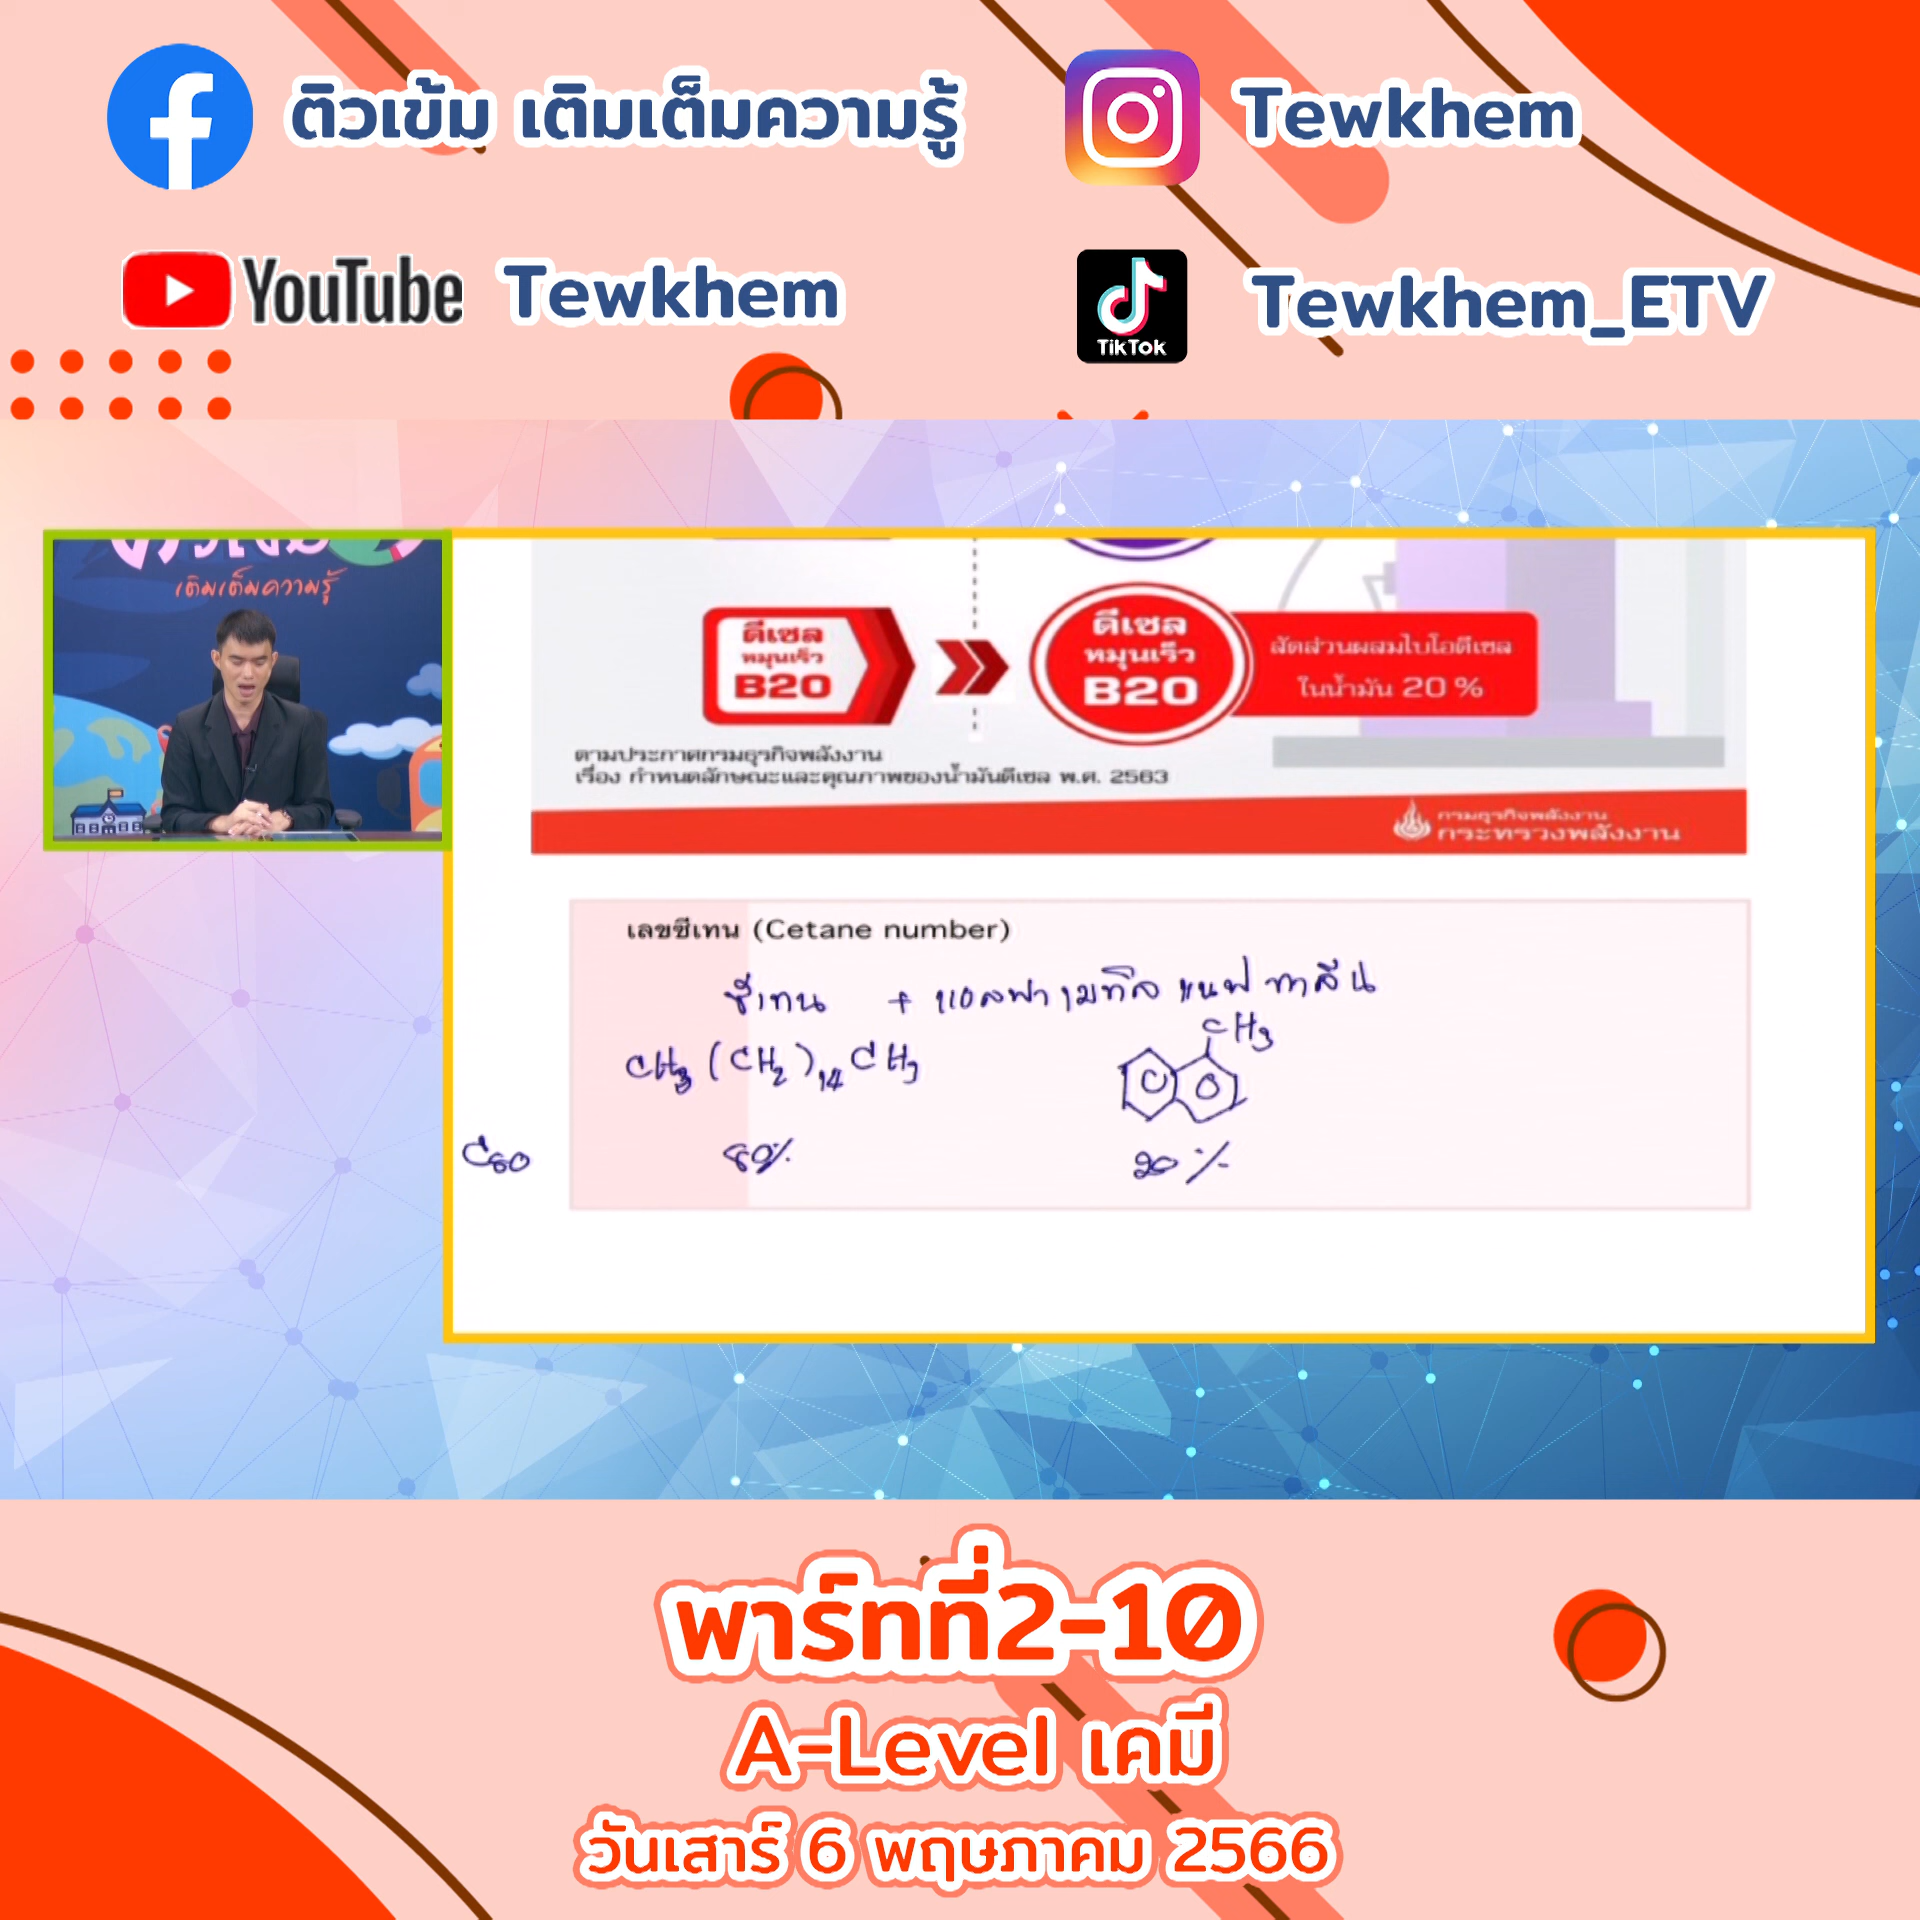 ติวเข้ม เติมเต็มความรู้
Tewkhem
YouTube Tewkhem
TikTok
Tewkhem_ETV
เติมเต็มความรู้
ดีเซล
หมุนเร็ว
B20
ดีเซล
หมุนเร็ว
B20
สัดส่วนผสมไบโอดีเซล
ในน้ำมัน 20 %
ตามประกาศกรมธุรกิจพลังงาน
เรื่อง กำหนดลักษณะและคุณภาพของน้ำมันดีเซล พ.ศ. 2563
กรมธุรกิจพลังงาน
กระทรวงพลังงาน
เลขซีเทน (Cetane number)
ซีเทน + แอลฟาเมทิลแนฟทาลีน
CH3
CH3(CH2)14CH3
C80 80% 20%
พาร์ทที่2-10
A-Level เคมี
วันเสาร์ 6 พฤษภาคม 2566